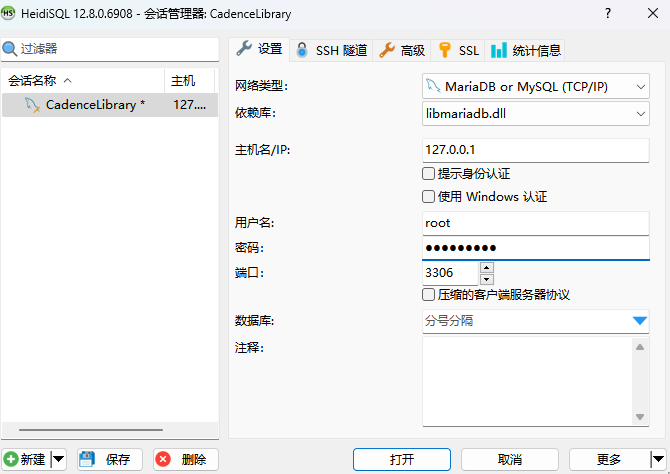 HeidiSQL 12.8.0.6908 - 会话管理器: CadenceLibrary
过滤器
会话名称 主机
CadenceLibrary * 127....
设置 SSH 隧道 高级 SSL 统计信息
网络类型: MariaDB or MySQL (TCP/IP)
依赖库: libmariadb.dll
主机名/IP: 127.0.0.1
提示身份认证
使用 Windows 认证
用户名: root
密码: ●●●●●●●●●
端口: 3306
压缩的客户端服务器协议
数据库: 分号分隔
注释:
新建 保存 删除 打开 取消 更多